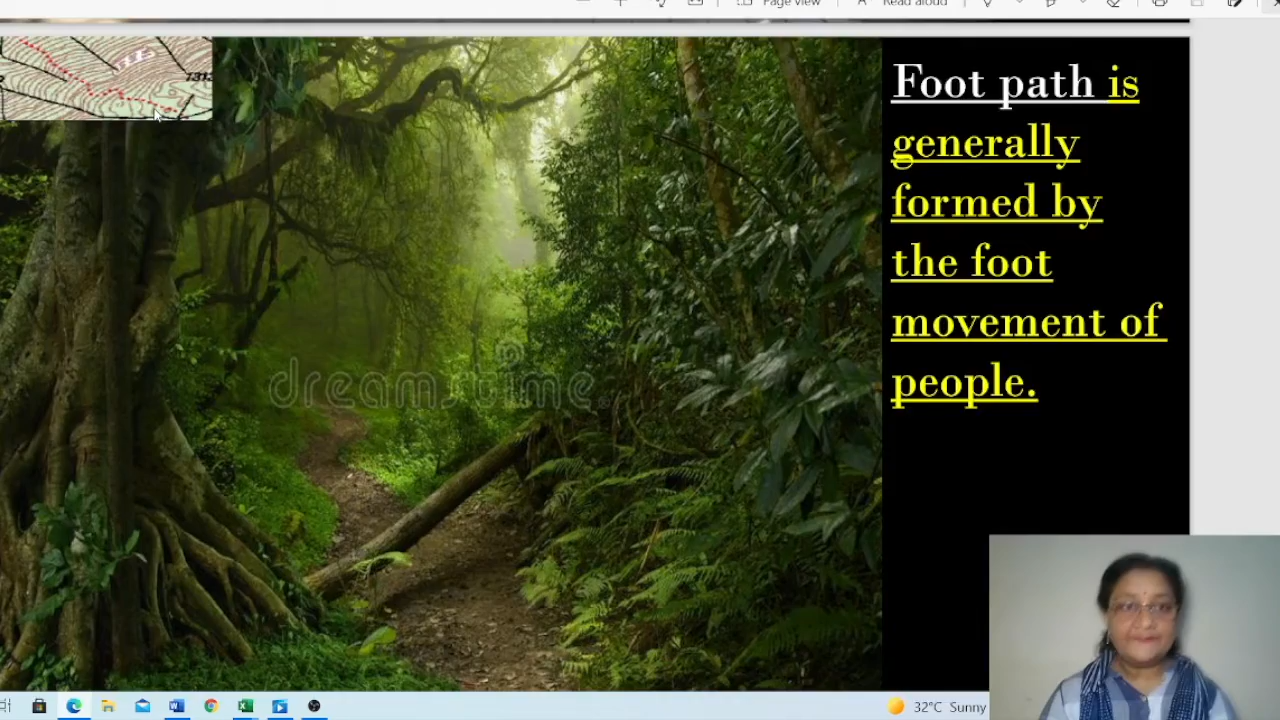 Page view
Read aloud
Foot path is
generally
formed by
the foot
movement of
people.
dreamstime
32°C Sunny